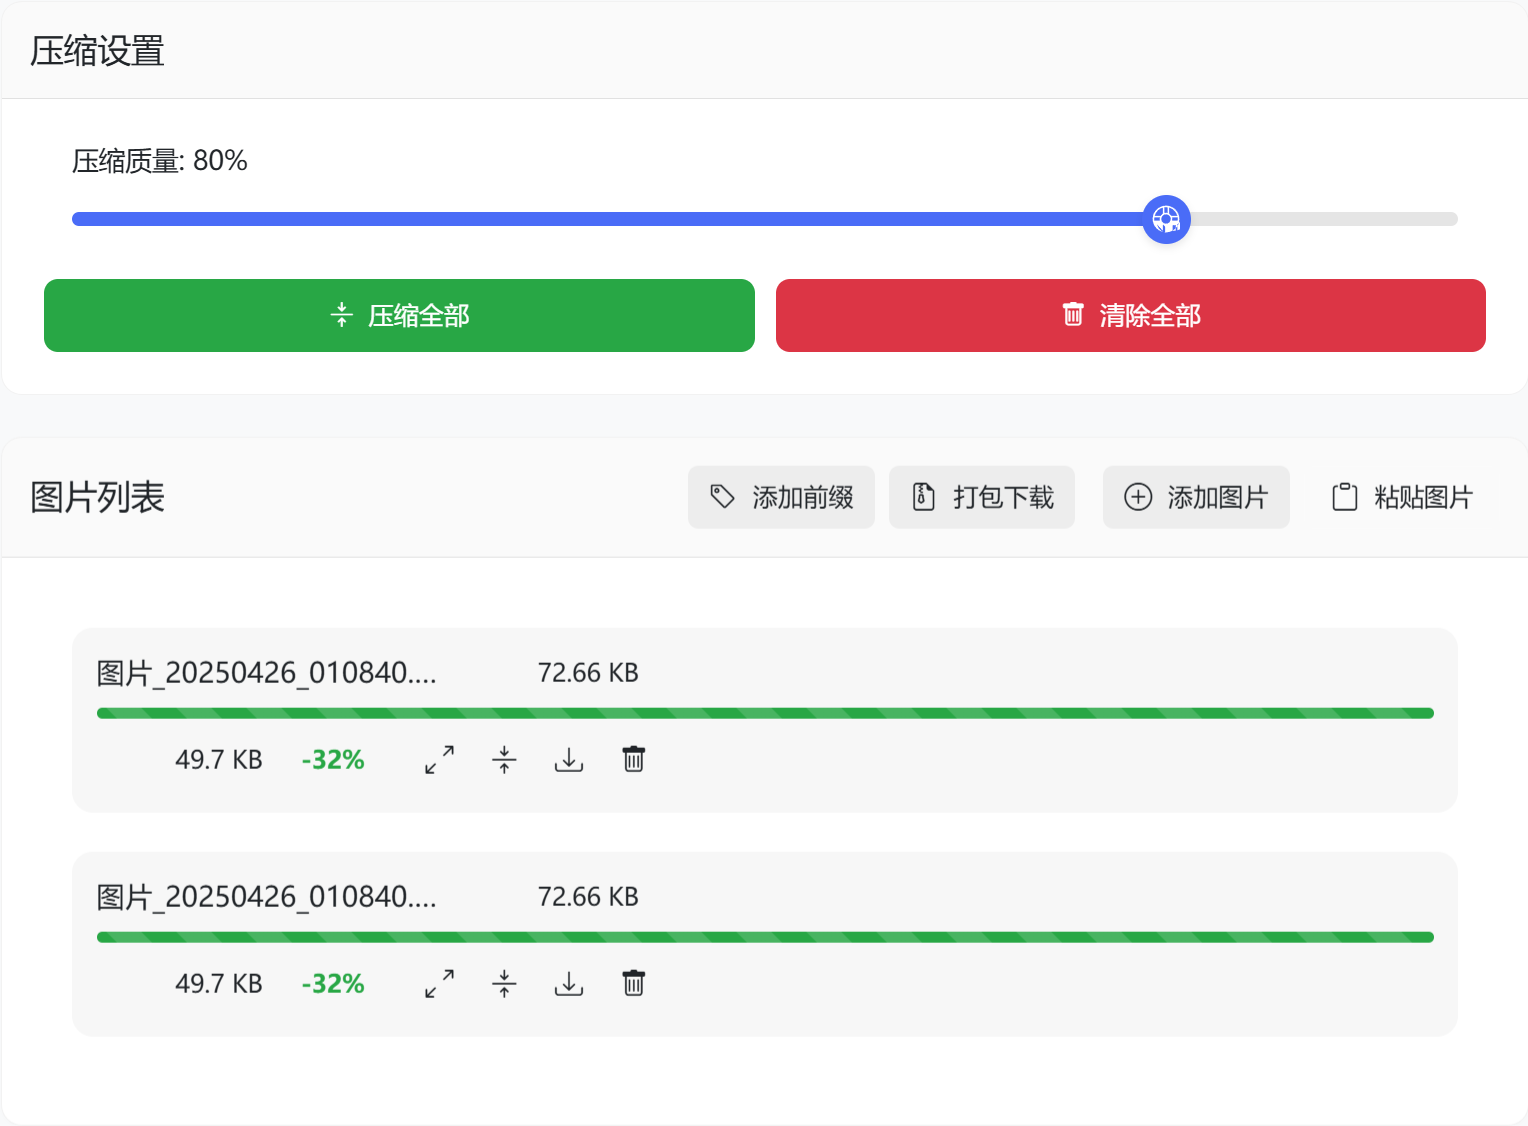 压缩设置
压缩质量: 80%
压缩全部 清除全部
图片列表 添加前缀 打包下载 添加图片 粘贴图片
图片_20250426_010840.... 72.66 KB
49.7 KB -32%
图片_20250426_010840.... 72.66 KB
49.7 KB -32%